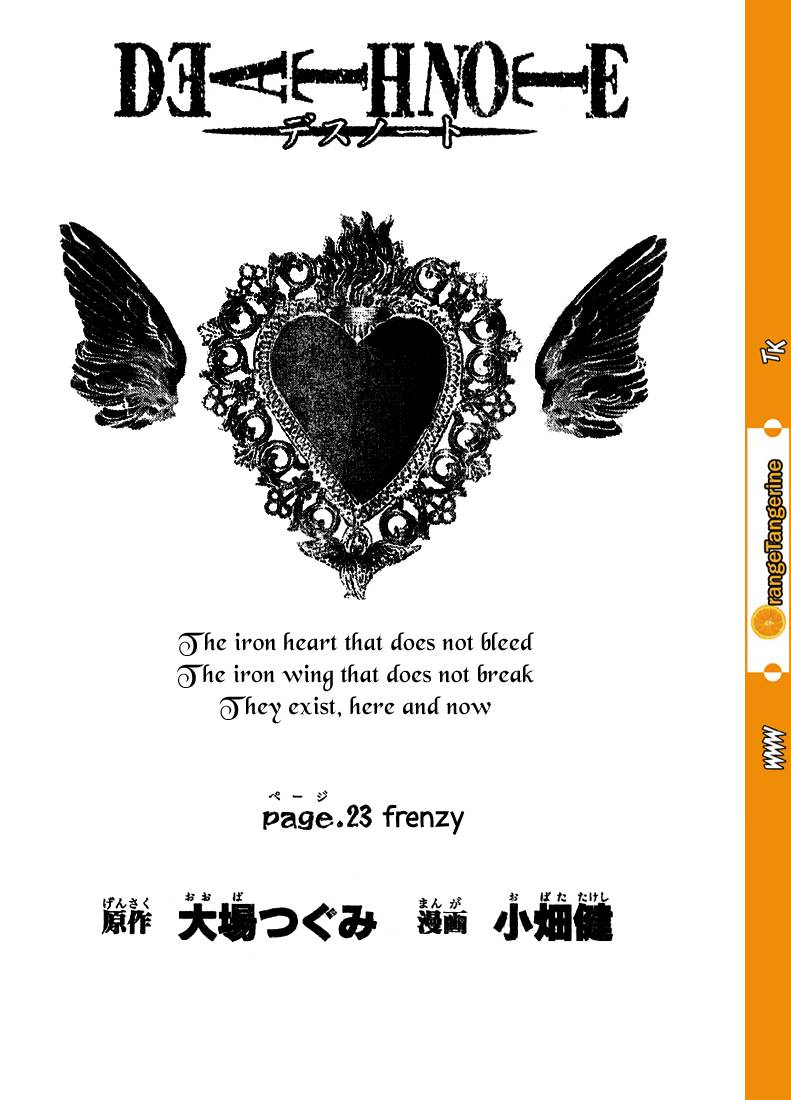 DEATH NOTE
デスノート
The iron heart that does not bleed
The iron wing that does not break
They exist, here and now
ページ
page.23 frenzy
げんさく おおば まんが おばたたけし
原作 大場つぐみ 漫画 小畑健
TK
OrangeTangerine
WWW